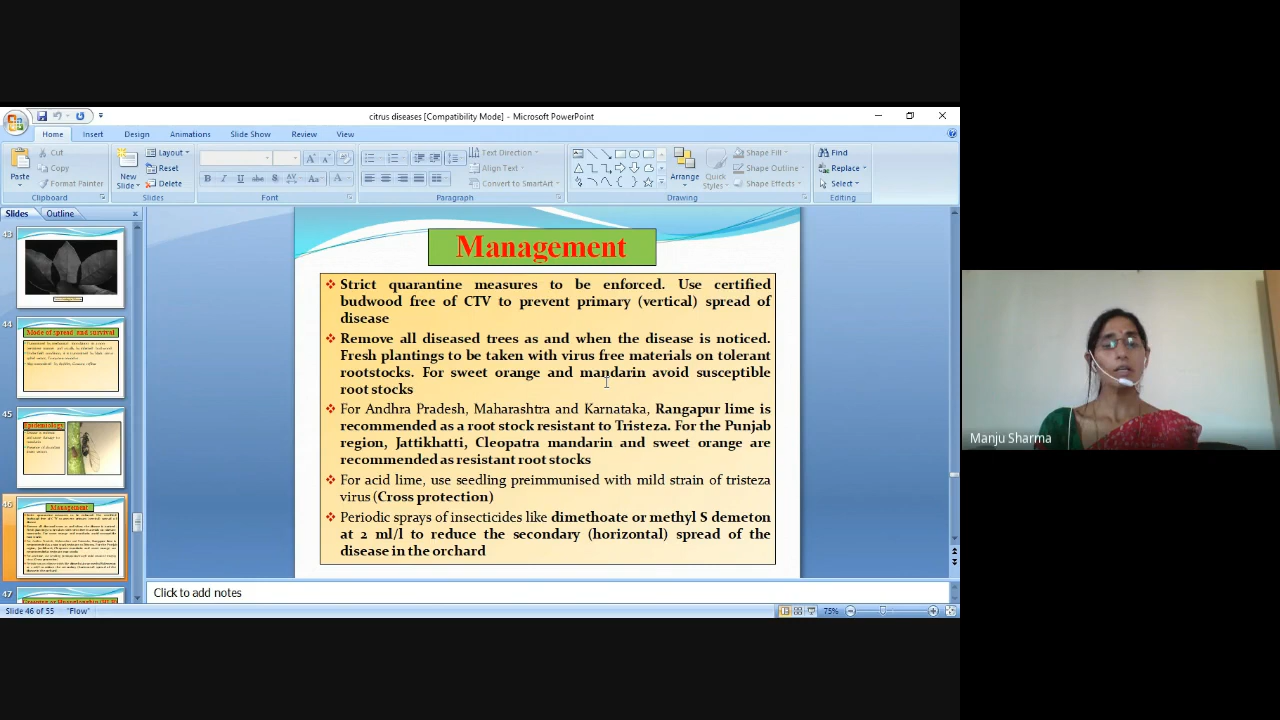 citrus diseases [Compatibility Mode] - Microsoft PowerPoint
Home Insert Design Animations Slide Show Review View
Cut
Copy
Format Painter
Paste
Clipboard
New Slide
Layout
Reset
Delete
Slides
Font
Text Direction
Align Text
Convert to SmartArt
Paragraph
Arrange
Quick Styles
Shape Fill
Shape Outline
Shape Effects
Drawing
Find
Replace
Select
Editing
Slides Outline
43
44
Mode of spread and survival
45
Epidemiology
46
Management
47
Management
Strict quarantine measures to be enforced. Use certified
budwood free of CTV to prevent primary (vertical) spread of
disease
Remove all diseased trees as and when the disease is noticed.
Fresh plantings to be taken with virus free materials on tolerant
rootstocks. For sweet orange and mandarin avoid susceptible
root stocks
For Andhra Pradesh, Maharashtra and Karnataka, Rangapur lime is
recommended as a root stock resistant to Tristeza. For the Punjab
region, Jattikhatti, Cleopatra mandarin and sweet orange are
recommended as resistant root stocks
For acid lime, use seedling preimmunised with mild strain of tristeza
virus (Cross protection)
Periodic sprays of insecticides like dimethoate or methyl S demeton
at 2 ml/l to reduce the secondary (horizontal) spread of the
disease in the orchard
Click to add notes
Slide 46 of 55 "Flow" 75%
Manju Sharma